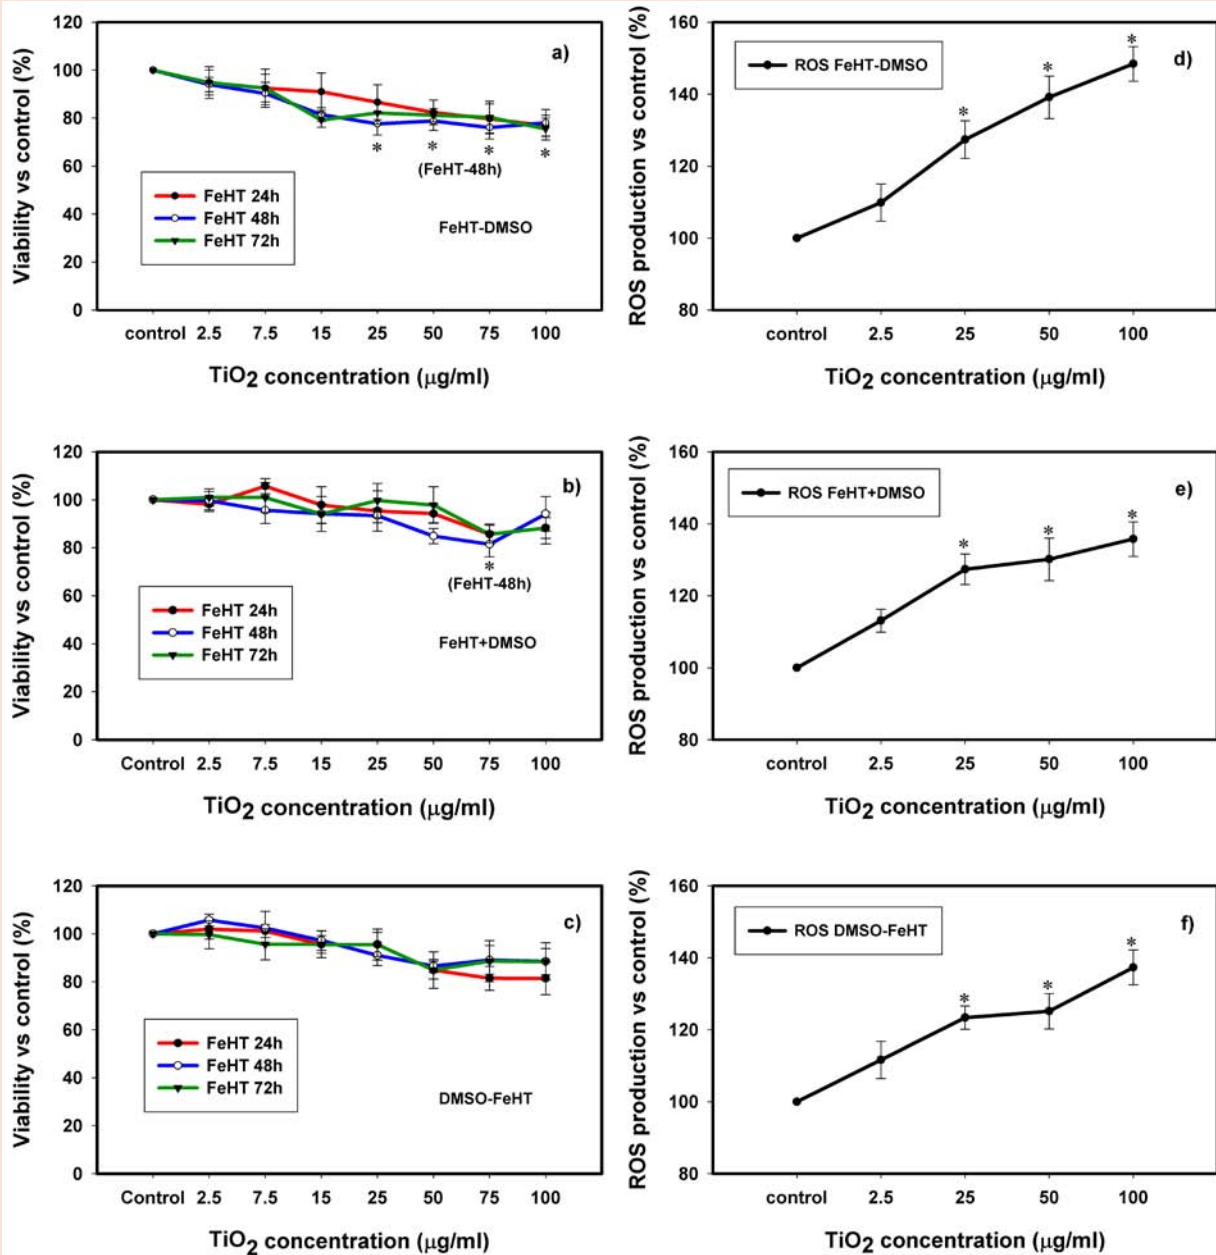 Viability vs control (%)
120
100
80
60
40
20
0
a)
* * * *
(FeHT-48h)
FeHT 24h
FeHT 48h
FeHT 72h
FeHT-DMSO
control 2.5 7.5 15 25 50 75 100
TiO2 concentration (µg/ml)
ROS production vs control (%)
160
140
120
100
80
ROS FeHT-DMSO
d)
* * *
control 2.5 25 50 100
TiO2 concentration (µg/ml)
Viability vs control (%)
120
100
80
60
40
20
0
b)
*
(FeHT-48h)
FeHT 24h
FeHT 48h
FeHT 72h
FeHT+DMSO
Control 2.5 7.5 15 25 50 75 100
TiO2 concentration (µg/ml)
ROS production vs control (%)
160
140
120
100
80
ROS FeHT+DMSO
e)
* * *
control 2.5 25 50 100
TiO2 concentration (µg/ml)
Viability vs control (%)
120
100
80
60
40
20
0
c)
FeHT 24h
FeHT 48h
FeHT 72h
DMSO-FeHT
Control 2.5 7.5 15 25 50 75 100
TiO2 concentration (µg/ml)
ROS production vs control (%)
160
140
120
100
80
ROS DMSO-FeHT
f)
* * *
control 2.5 25 50 100
TiO2 concentration (µg/ml)